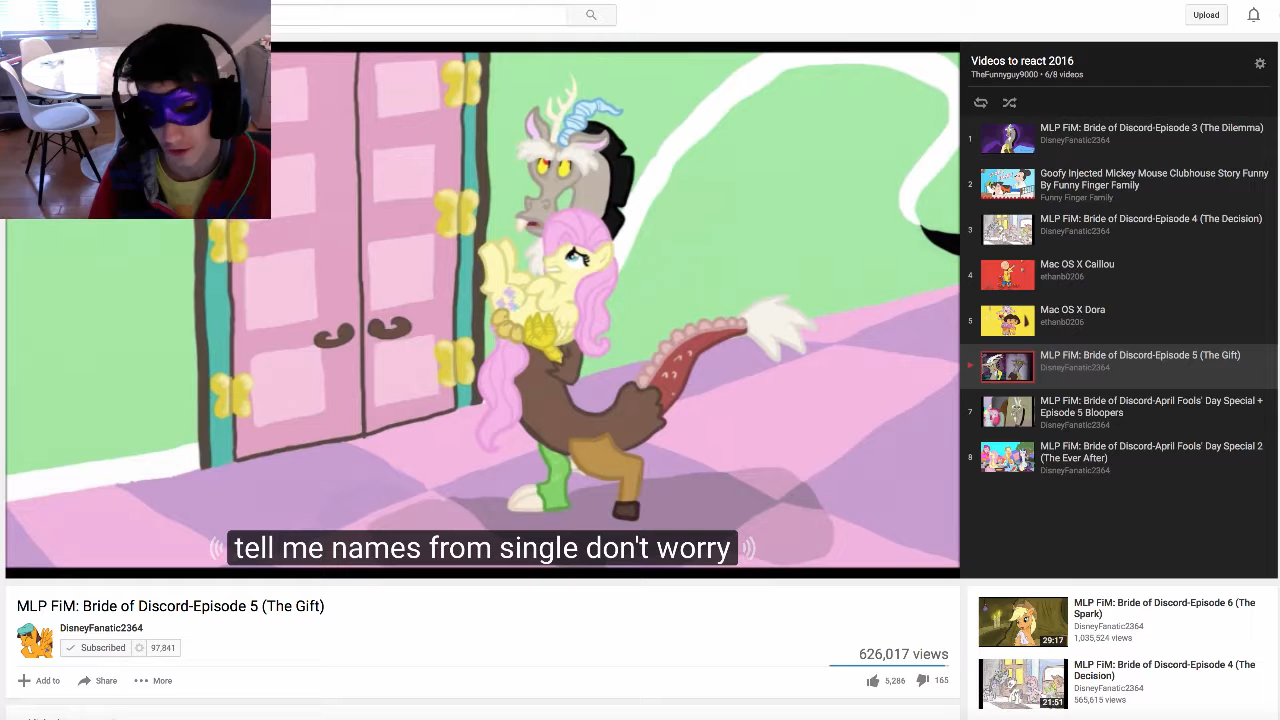 Upload
Videos to react 2016
TheFunnyguy9000 • 6/8 videos
1
MLP FiM: Bride of Discord-Episode 3 (The Dilemma)
DisneyFanatic2364
2
Goofy Injected Mickey Mouse Clubhouse Story Funny
By Funny Finger Family
Funny Finger Family
3
MLP FiM: Bride of Discord-Episode 4 (The Decision)
DisneyFanatic2364
4
Mac OS X Caillou
ethanb0206
5
Mac OS X Dora
ethanb0206
MLP FiM: Bride of Discord-Episode 5 (The Gift)
DisneyFanatic2364
7
MLP FiM: Bride of Discord-April Fools' Day Special +
Episode 5 Bloopers
DisneyFanatic2364
8
MLP FiM: Bride of Discord-April Fools' Day Special 2
(The Ever After)
DisneyFanatic2364
tell me names from single don't worry
MLP FiM: Bride of Discord-Episode 5 (The Gift)
DisneyFanatic2364
Subscribed 97,841
626,017 views
Add to Share More
5,286 165
MLP FiM: Bride of Discord-Episode 6 (The
Spark)
DisneyFanatic2364
1,035,524 views
29:17
MLP FiM: Bride of Discord-Episode 4 (The
Decision)
DisneyFanatic2364
565,615 views
21:51